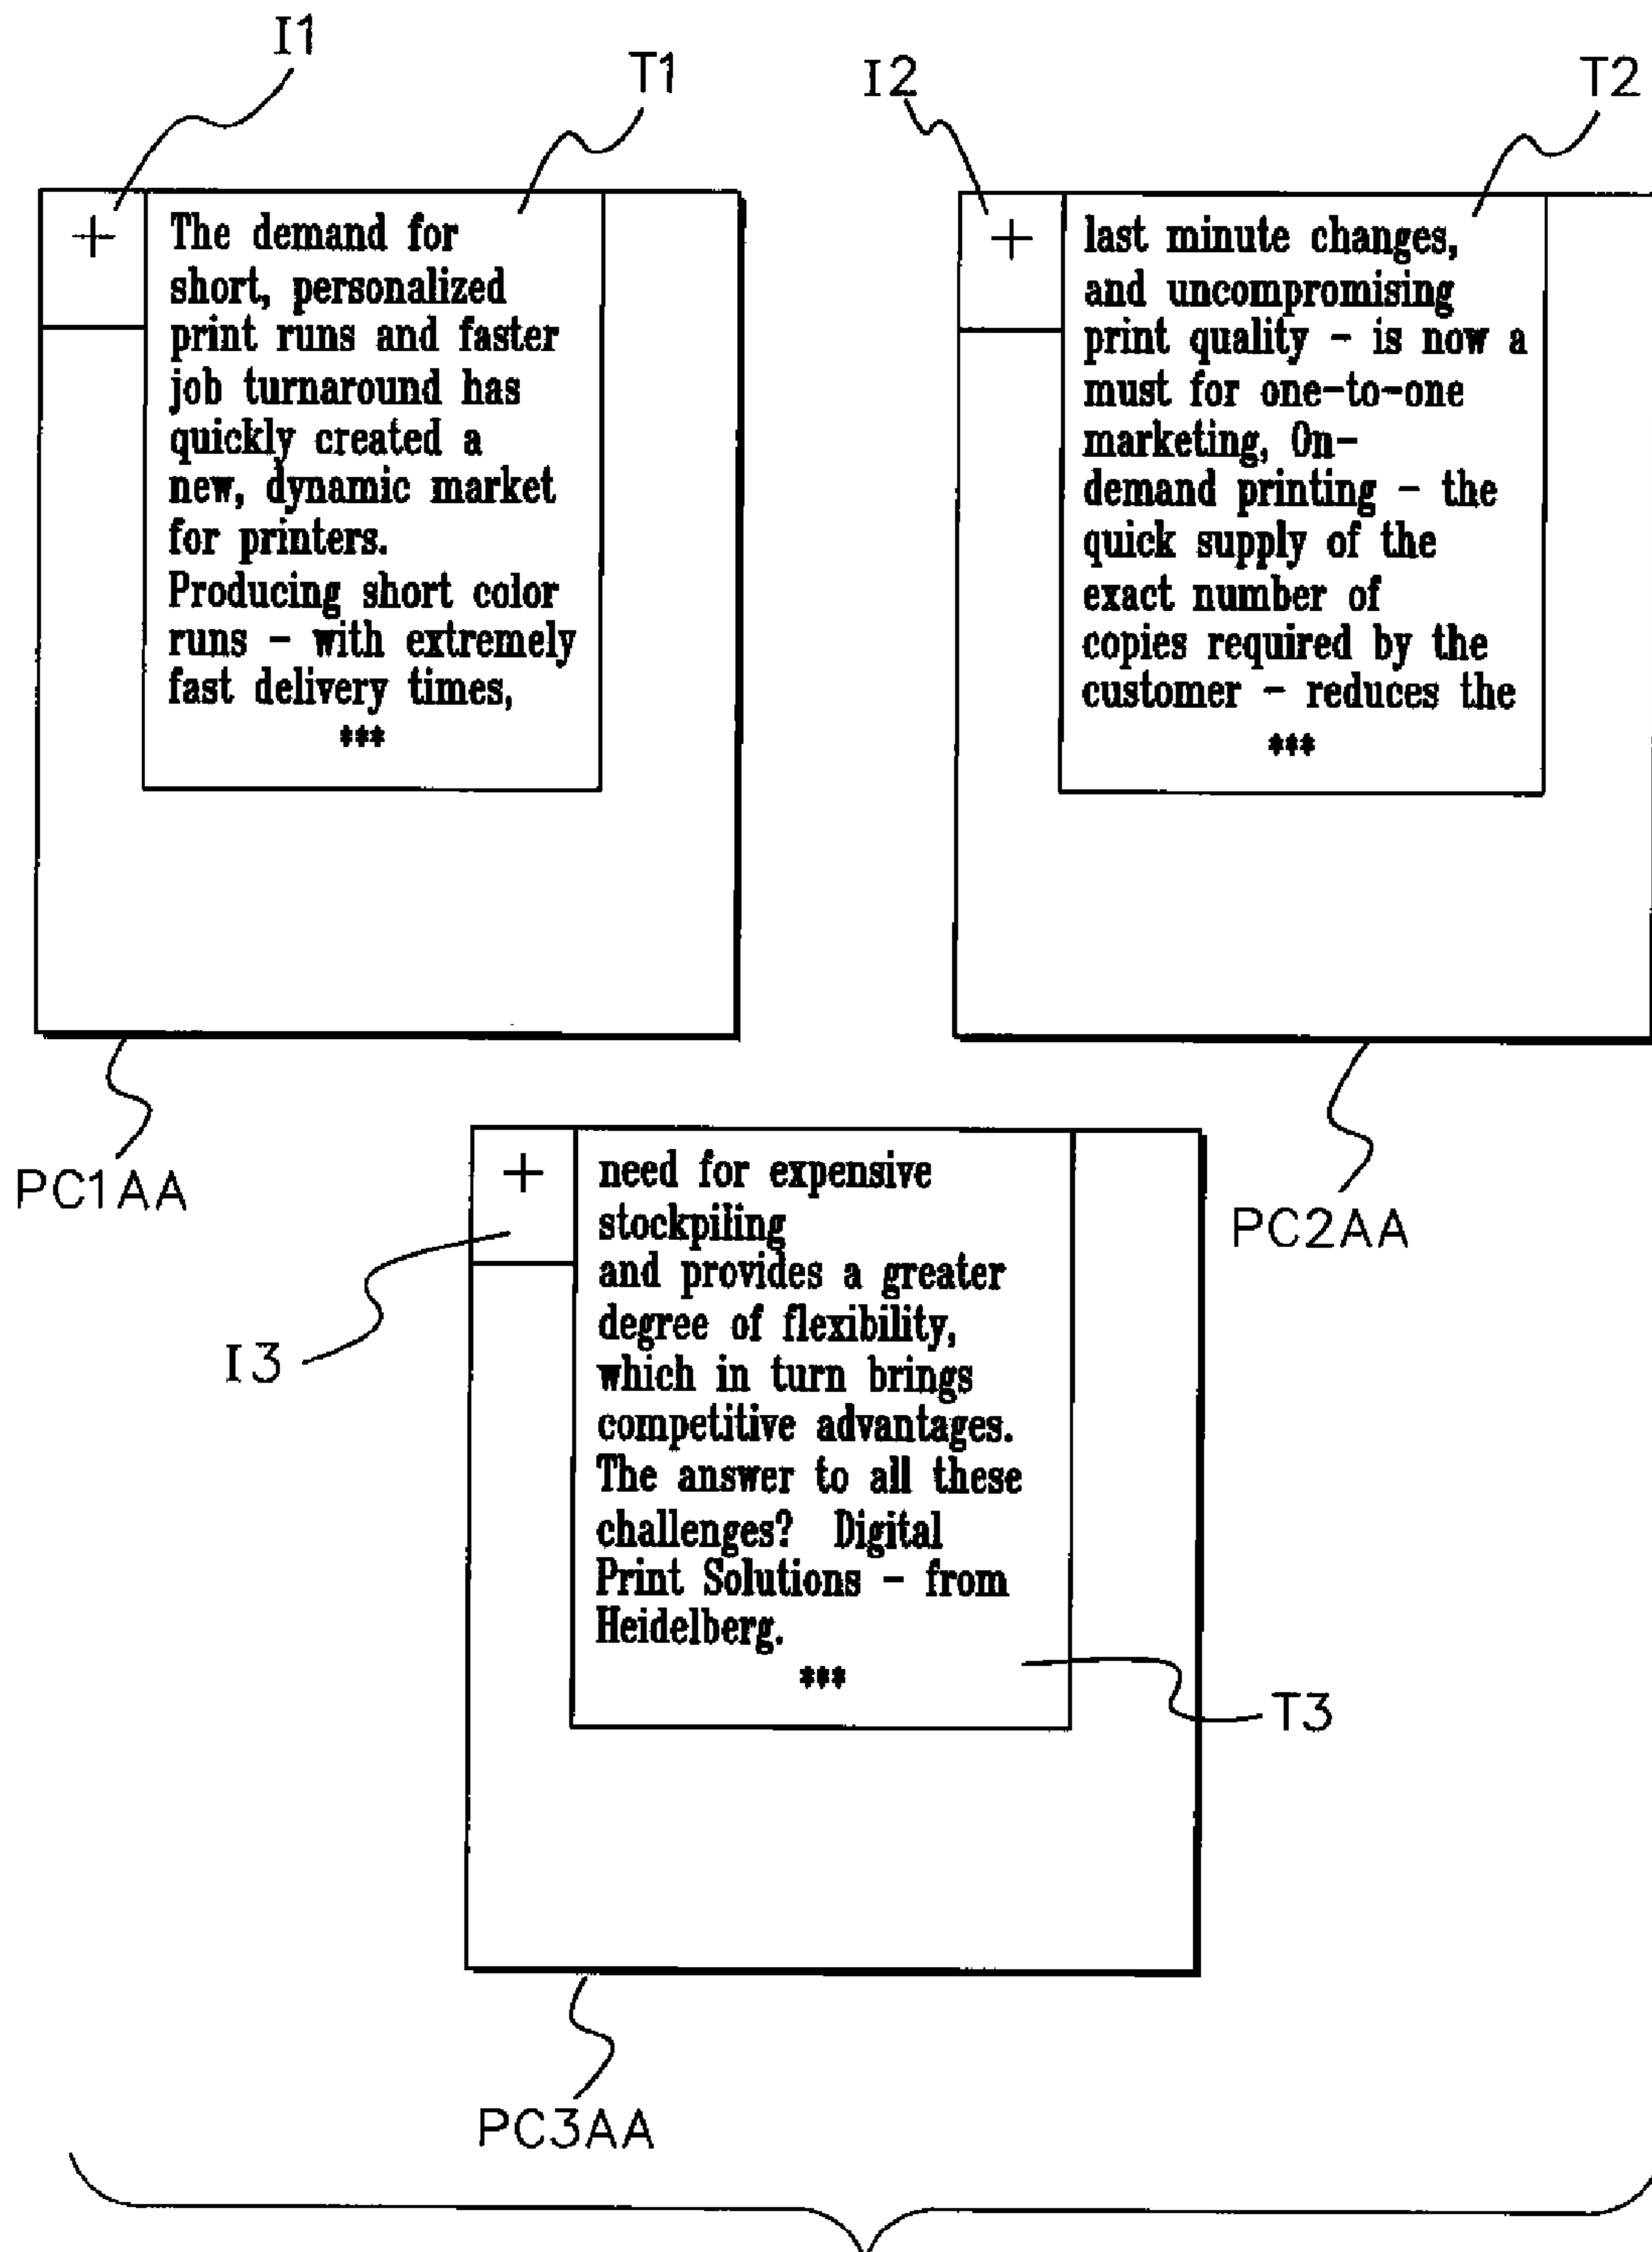 I1
T1
I2
T2
+
The demand for
short, personalized
print runs and faster
job turnaround has
quickly created a
new, dynamic market
for printers.
Producing short color
runs - with extremely
fast delivery times,
***
+
last minute changes,
and uncompromising
print quality - is now a
must for one-to-one
marketing, On-
demand printing - the
quick supply of the
exact number of
copies required by the
customer - reduces the
***
PC1AA
PC2AA
+
need for expensive
stockpiling
and provides a greater
degree of flexibility,
which in turn brings
competitive advantages.
The answer to all these
challenges?  Digital
Print Solutions - from
Heidelberg.
***
I3
T3
PC3AA